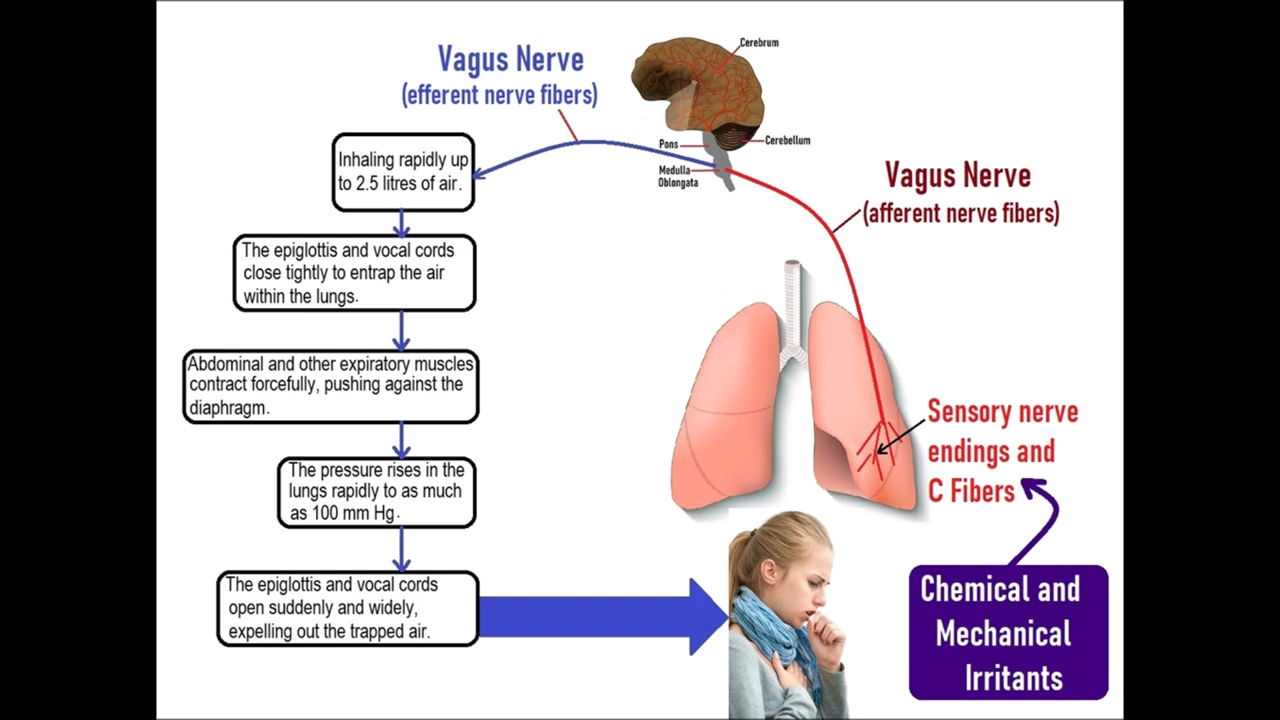 Vagus Nerve
(efferent nerve fibers)
Cerebrum
Cerebellum
Pons
Medulla
Oblongata
Vagus Nerve
(afferent nerve fibers)
Inhaling rapidly up
to 2.5 litres of air.
The epiglottis and vocal cords
close tightly to entrap the air
within the lungs.
Abdominal and other expiratory muscles
contract forcefully, pushing against the
diaphragm.
The pressure rises in the
lungs rapidly to as much
as 100 mm Hg.
The epiglottis and vocal cords
open suddenly and widely,
expelling out the trapped air.
Sensory nerve
endings and
C Fibers
Chemical and
Mechanical
Irritants